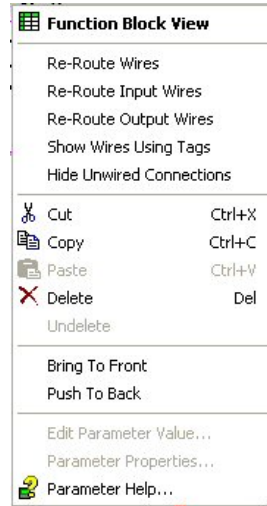 Function Block View
Re-Route Wires
Re-Route Input Wires
Re-Route Output Wires
Show Wires Using Tags
Hide Unwired Connections
Cut Ctrl+X
Copy Ctrl+C
Paste Ctrl+V
Delete Del
Undelete
Bring To Front
Push To Back
Edit Parameter Value...
Parameter Properties...
Parameter Help...